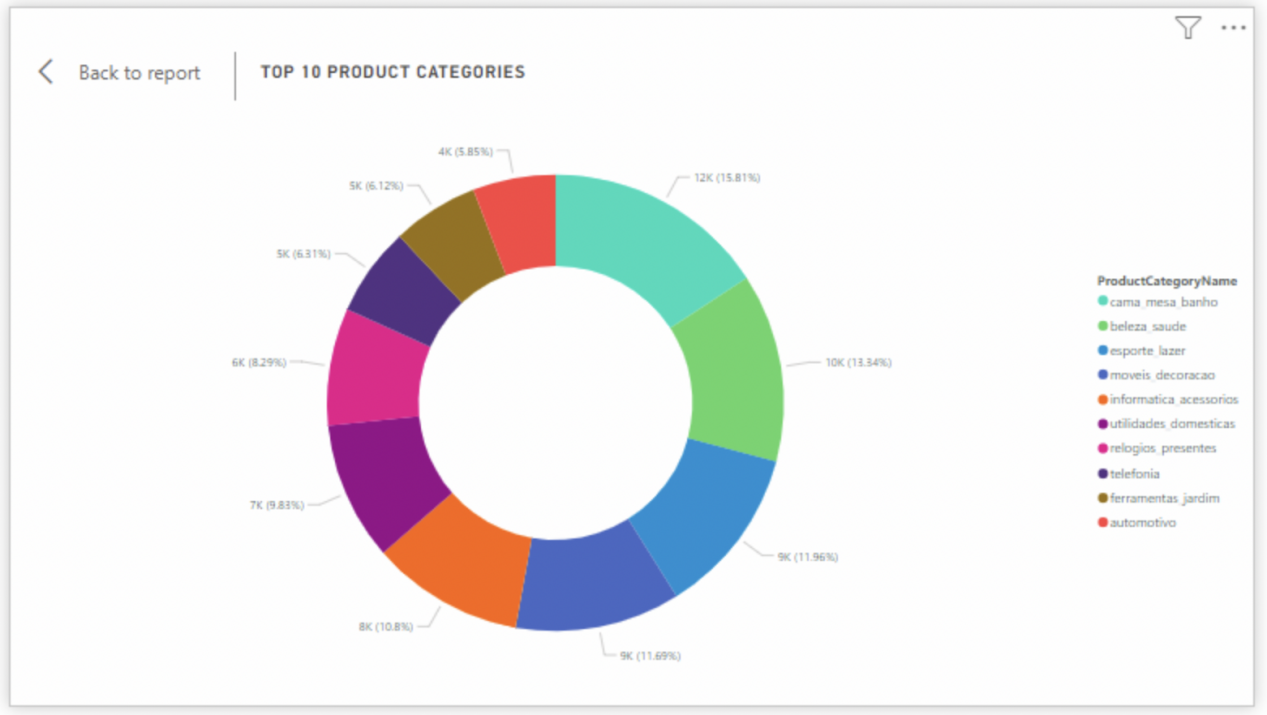 Back to report
TOP 10 PRODUCT CATEGORIES
4K (5.85%)
12K (15.81%)
5K (6.12%)
5K (6.31%)
6K (8.29%)
10K (13.34%)
7K (9.83%)
9K (11.96%)
8K (10.8%)
9K (11.69%)
ProductCategoryName
cama_mesa_banho
beleza_saude
esporte_lazer
moveis_decoracao
informatica_acessorios
utilidades_domesticas
relogios_presentes
telefonia
ferramentas_jardim
automotivo